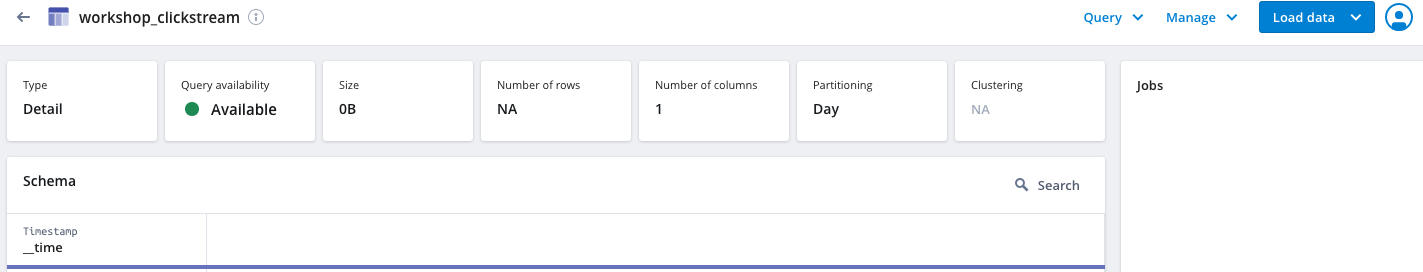 workshop_clickstream
Query
Manage
Load data
Type
Detail
Query availability
Available
Size
0B
Number of rows
NA
Number of columns
1
Partitioning
Day
Clustering
NA
Jobs
Schema
Search
Timestamp
__time